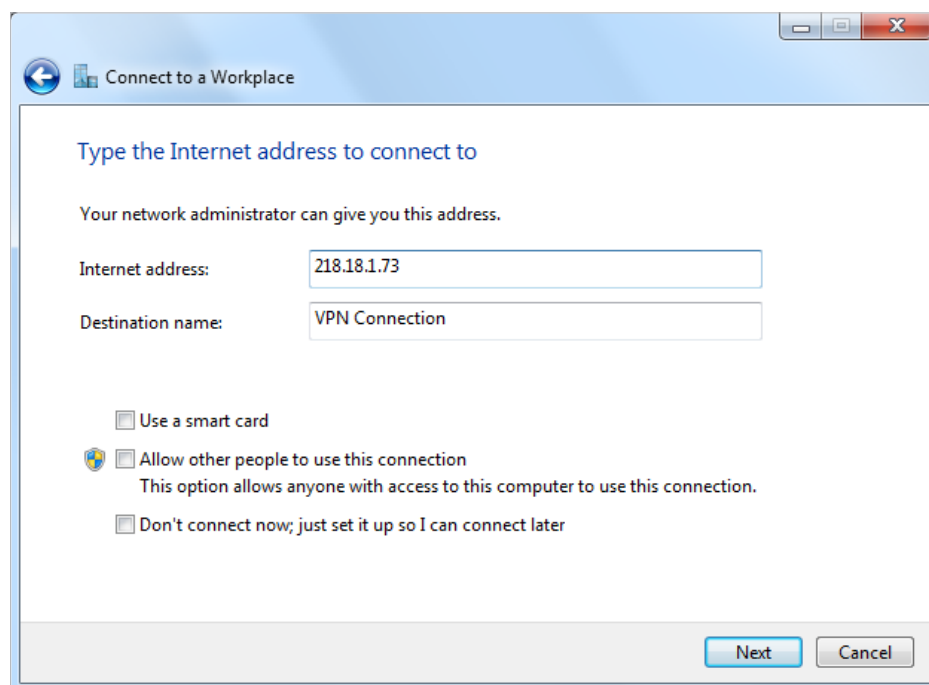 Connect to a Workplace
Type the Internet address to connect to
Your network administrator can give you this address.
Internet address: 218.18.1.73
Destination name: VPN Connection
Use a smart card
Allow other people to use this connection
This option allows anyone with access to this computer to use this connection.
Don't connect now; just set it up so I can connect later
Next Cancel